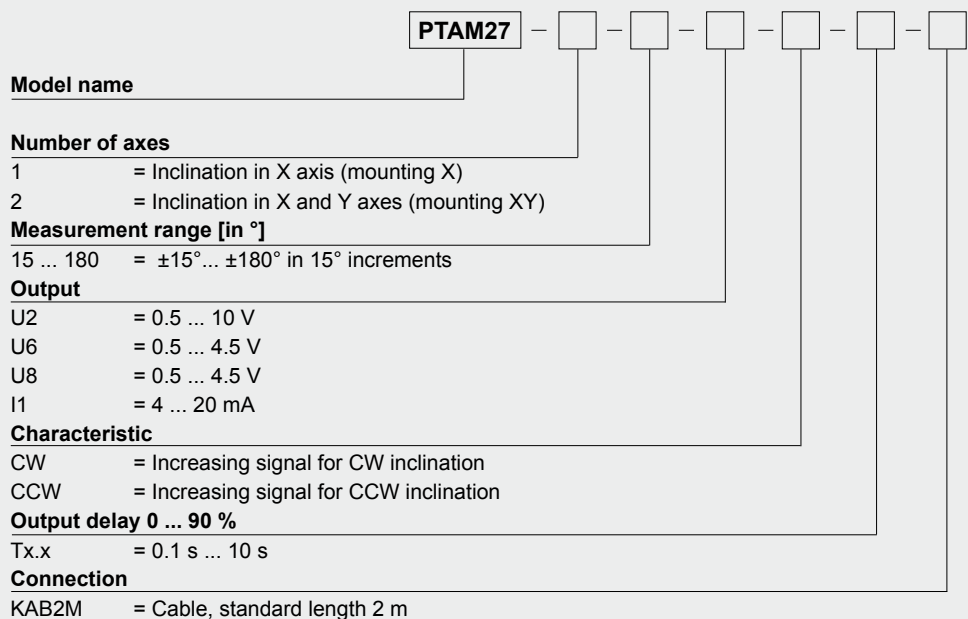 PTAM27 – – – – – –
Model name
Number of axes
1 = Inclination in X axis (mounting X)
2 = Inclination in X and Y axes (mounting XY)
Measurement range [in °]
15 ... 180 = ±15°... ±180° in 15° increments
Output
U2 = 0.5 ... 10 V
U6 = 0.5 ... 4.5 V
U8 = 0.5 ... 4.5 V
I1 = 4 ... 20 mA
Characteristic
CW = Increasing signal for CW inclination
CCW = Increasing signal for CCW inclination
Output delay 0 ... 90 %
Tx.x = 0.1 s ... 10 s
Connection
KAB2M = Cable, standard length 2 m